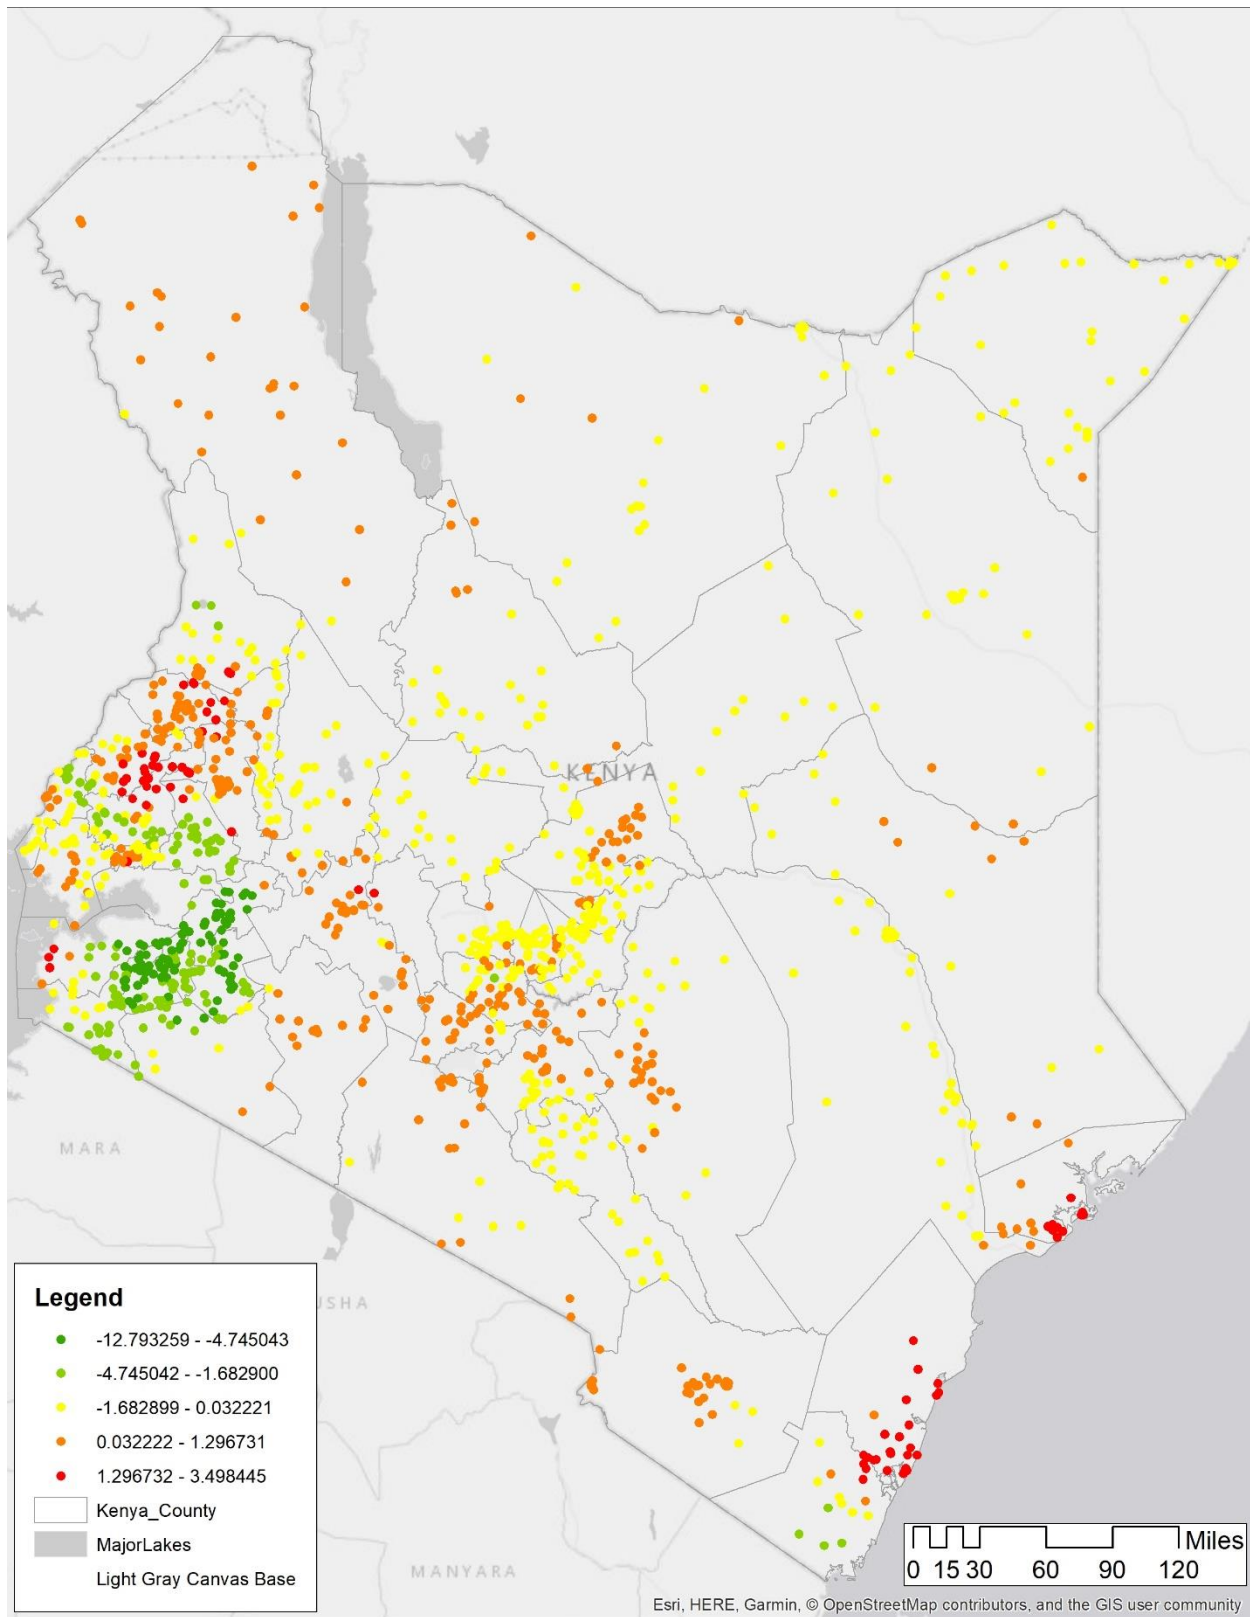 KENYA
MARA
USHA
MANYARA
Legend
-12.793259 - -4.745043
-4.745042 - -1.682900
-1.682899 - 0.032221
0.032222 - 1.296731
1.296732 - 3.498445
Kenya_County
MajorLakes
Light Gray Canvas Base
Miles
0 15 30 60 90 120
Esri, HERE, Garmin, © OpenStreetMap contributors, and the GIS user community